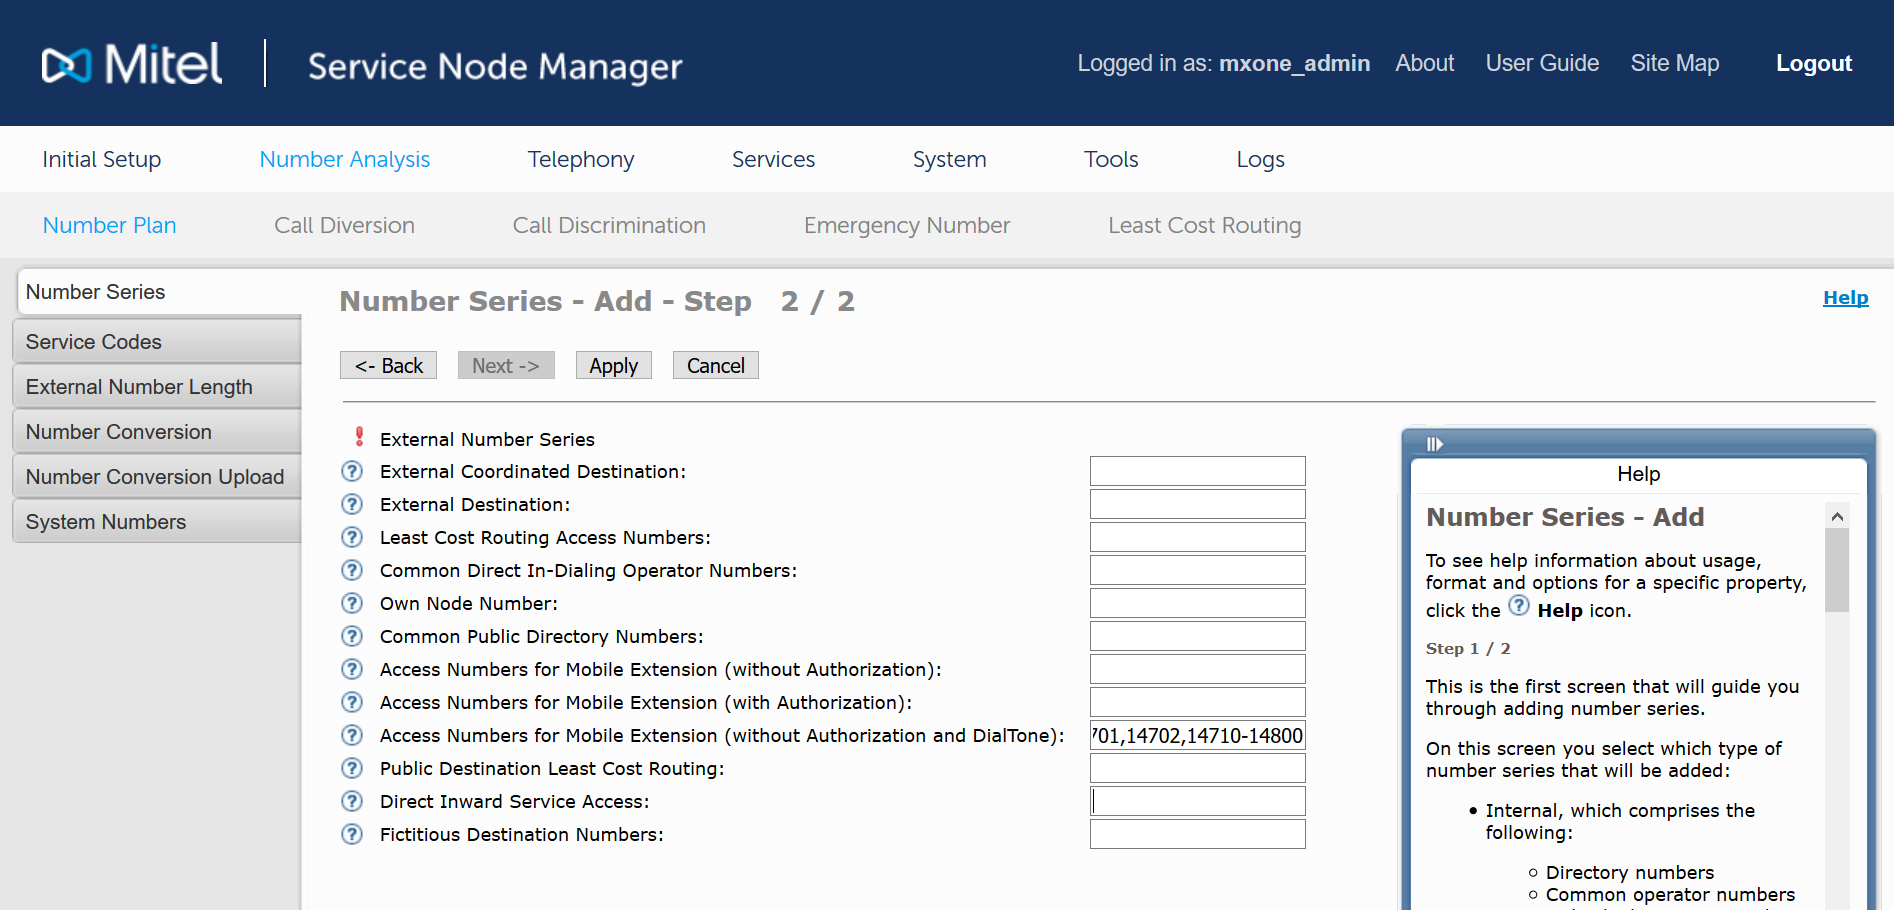 Mitel
Service Node Manager
Logged in as: mxone_admin About User Guide Site Map Logout
Initial Setup Number Analysis Telephony Services System Tools Logs
Number Plan Call Diversion Call Discrimination Emergency Number Least Cost Routing
Number Series
Service Codes
External Number Length
Number Conversion
Number Conversion Upload
System Numbers
Number Series - Add - Step 2 / 2
Help
<- Back Next -> Apply Cancel
External Number Series
External Coordinated Destination:
External Destination:
Least Cost Routing Access Numbers:
Common Direct In-Dialing Operator Numbers:
Own Node Number:
Common Public Directory Numbers:
Access Numbers for Mobile Extension (without Authorization):
Access Numbers for Mobile Extension (with Authorization):
Access Numbers for Mobile Extension (without Authorization and DialTone): 701,14702,14710-14800
Public Destination Least Cost Routing:
Direct Inward Service Access:
Fictitious Destination Numbers:
Help
Number Series - Add
To see help information about usage,
format and options for a specific property,
click the ? Help icon.
Step 1 / 2
This is the first screen that will guide you
through adding number series.
On this screen you select which type of
number series that will be added:
• Internal, which comprises the
following:
Directory numbers
Common operator numbers